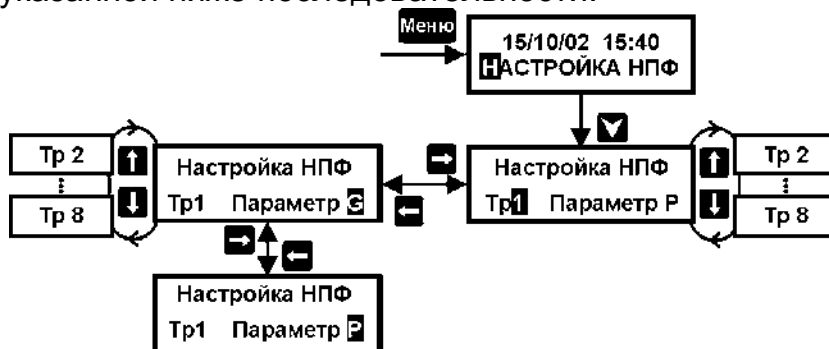 указанной ниже последовательности.
Меню
15/10/02 15:40
НАСТРОЙКА НПФ
Тр 2
Тр 8
Настройка НПФ
Тр1 Параметр G
Настройка НПФ
Тр1 Параметр Р
Тр 2
Тр 8
Настройка НПФ
Тр1 Параметр Р